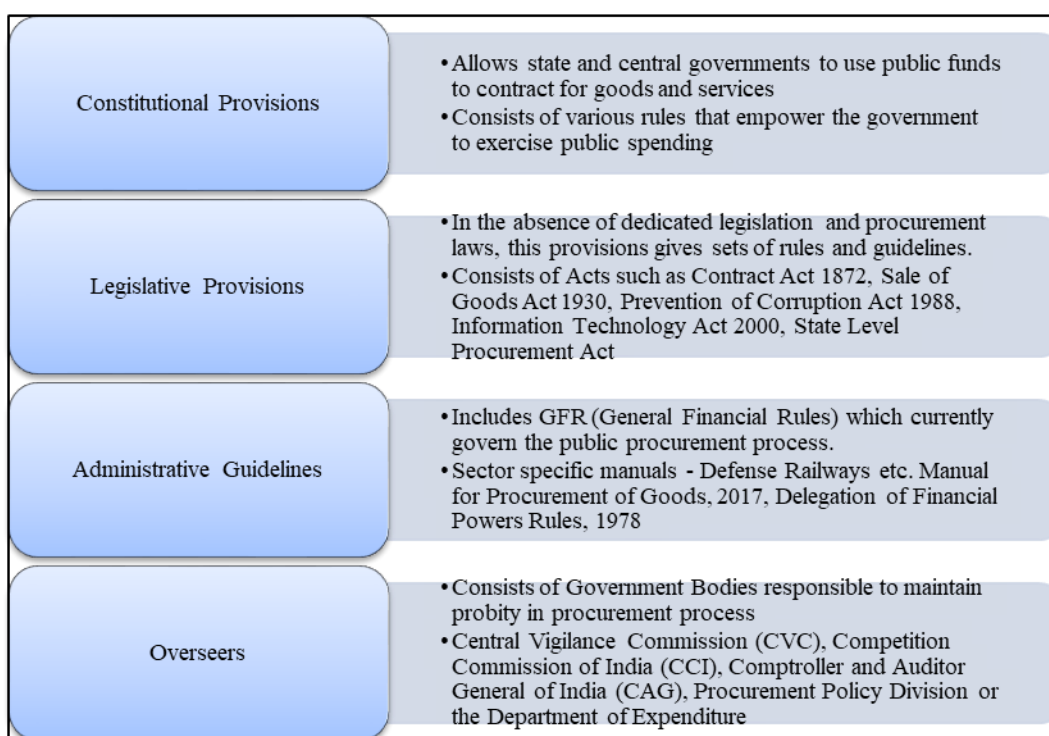 Constitutional Provisions
•Allows state and central governments to use public funds
to contract for goods and services
•Consists of various rules that empower the government
to exercise public spending
Legislative Provisions
•In the absence of dedicated legislation and procurement
laws, this provisions gives sets of rules and guidelines.
•Consists of Acts such as Contract Act 1872, Sale of
Goods Act 1930, Prevention of Corruption Act 1988,
Information Technology Act 2000, State Level
Procurement Act
Administrative Guidelines
•Includes GFR (General Financial Rules) which currently
govern the public procurement process.
•Sector specific manuals - Defense Railways etc. Manual
for Procurement of Goods, 2017, Delegation of Financial
Powers Rules, 1978
Overseers
•Consists of Government Bodies responsible to maintain
probity in procurement process
•Central Vigilance Commission (CVC), Competition
Commission of India (CCI), Comptroller and Auditor
General of India (CAG), Procurement Policy Division or
the Department of Expenditure